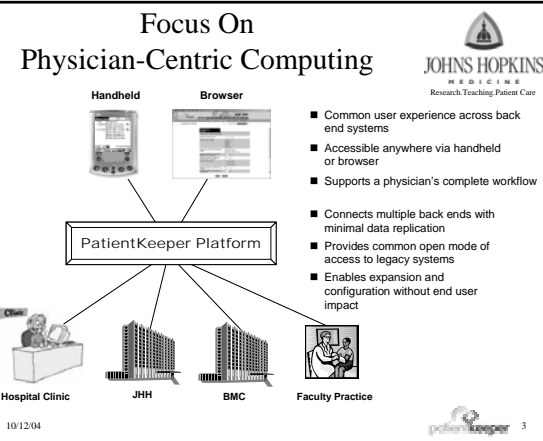 Focus On
Physician-Centric Computing
JOHNS HOPKINS
MEDICINE
Research.Teaching.Patient Care
Handheld
Browser
■ Common user experience across back
end systems
■ Accessible anywhere via handheld
or browser
■ Supports a physician's complete workflow
■ Connects multiple back ends with
minimal data replication
■ Provides common open mode of
access to legacy systems
■ Enables expansion and
configuration without end user
impact
PatientKeeper Platform
Clinic
Hospital Clinic
JHH
BMC
Faculty Practice
10/12/04
patientkeeper
3